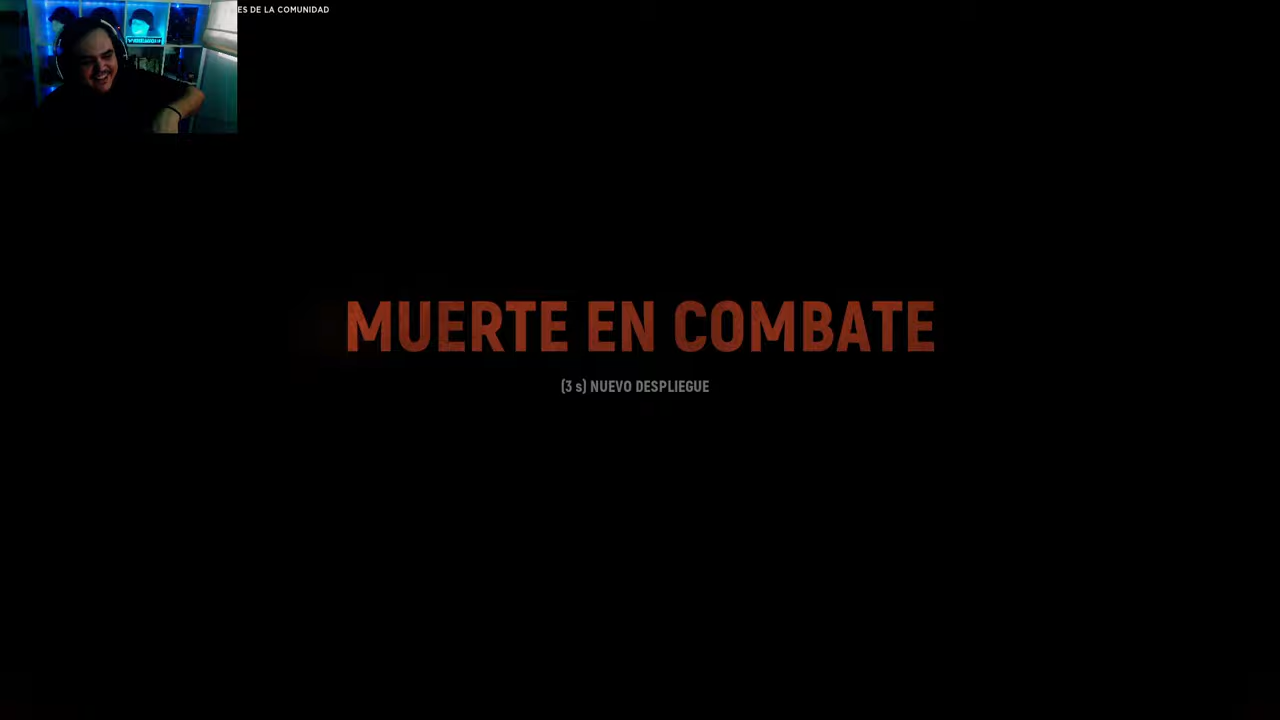 ES DE LA COMUNIDAD
MUERTE EN COMBATE
(3 s) NUEVO DESPLIEGUE